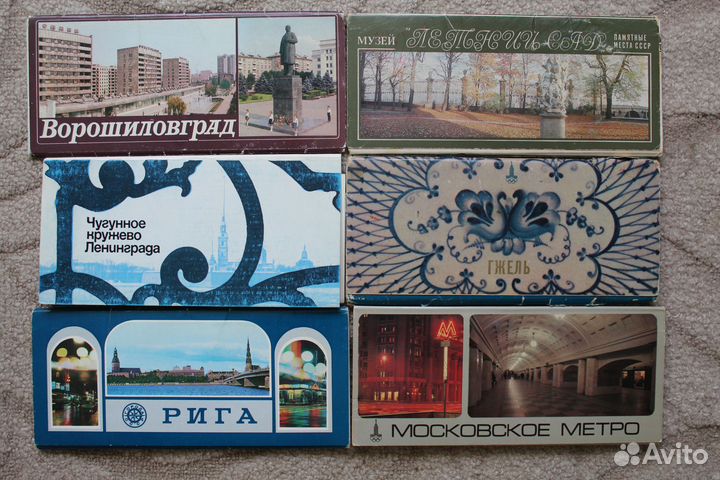 Ворошиловград
МУЗЕЙ ЛЕТНИЙ САД ПАМЯТНЫЕ
МЕСТА СССР
Чугунное
кружево
Ленинграда
ГЖЕЛЬ
РИГА
М
МОСКОВСКОЕ МЕТРО
Avito